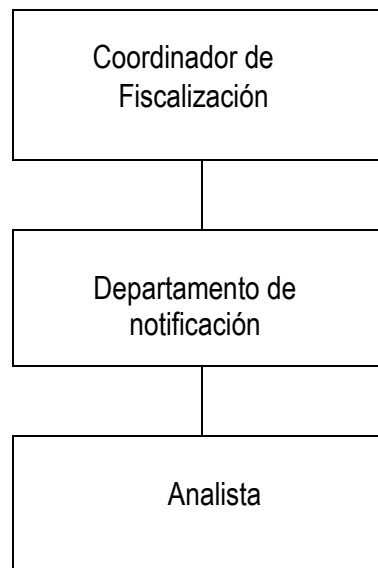 Coordinador de
Fiscalización
Departamento de
notificación
Analista